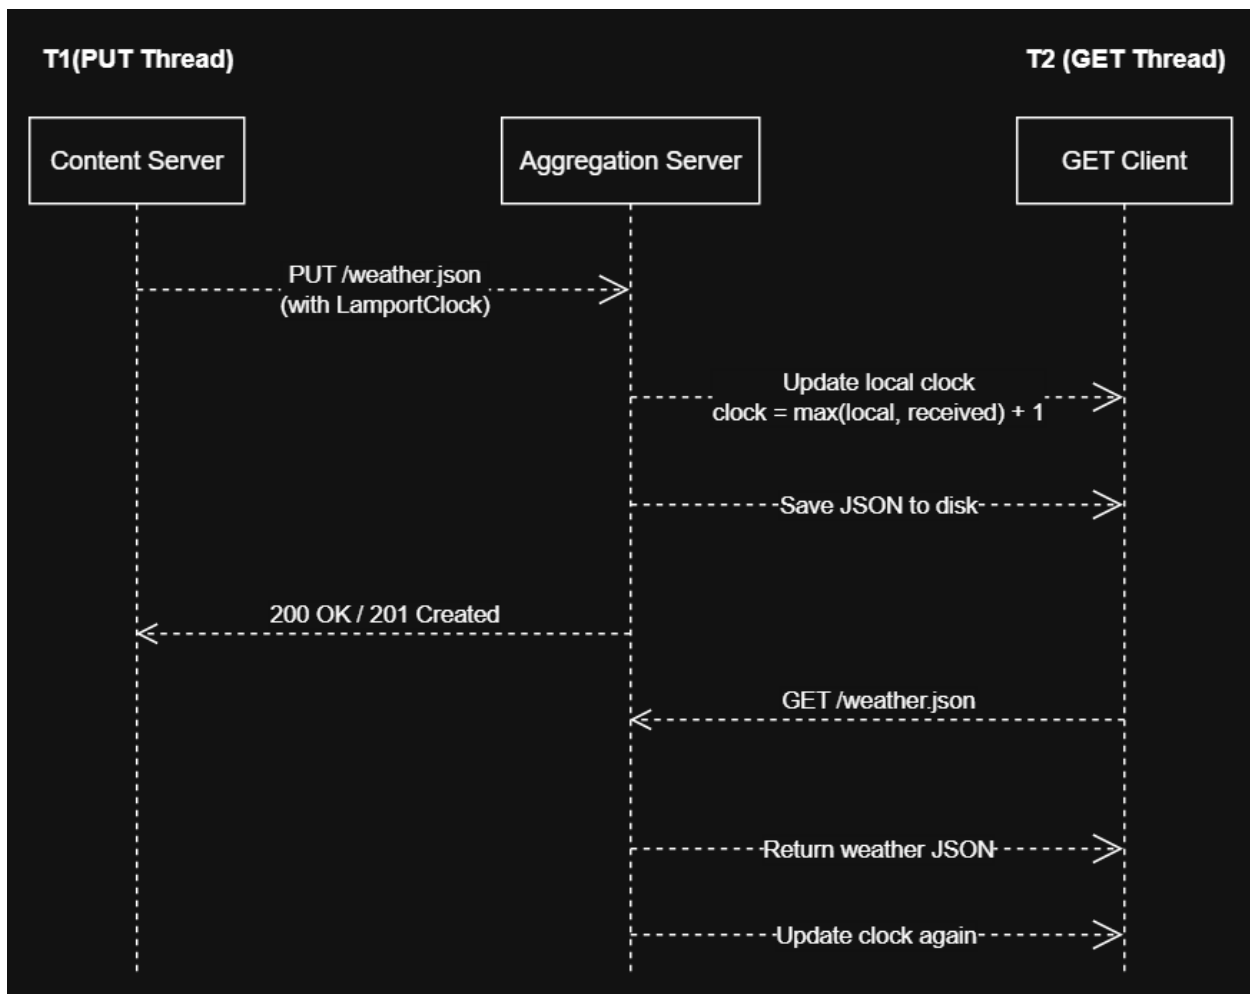 T1(PUT Thread)
T2 (GET Thread)
Content Server
Aggregation Server
GET Client
PUT /weather.json
(with LamportClock)
Update local clock
clock = max(local, received) + 1
Save JSON to disk
200 OK / 201 Created
GET /weather.json
Return weather JSON
Update clock again